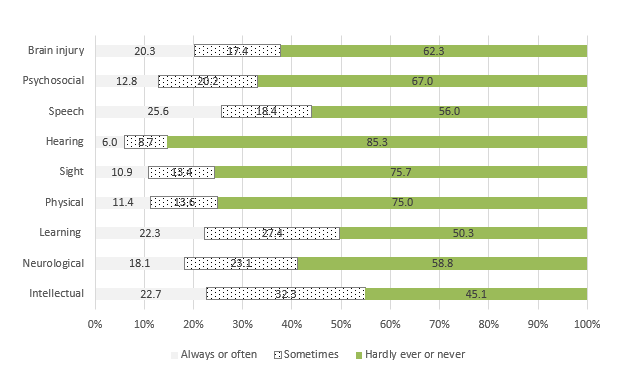 Brain injury 20.3 17.4 62.3
Psychosocial 12.8 20.2 67.0
Speech 25.6 18.4 56.0
Hearing 6.0 8.7 85.3
Sight 10.9 13.4 75.7
Physical 11.4 13.6 75.0
Learning 22.3 27.4 50.3
Neurological 18.1 23.1 58.8
Intellectual 22.7 32.3 45.1
0% 10% 20% 30% 40% 50% 60% 70% 80% 90% 100%
Always or often Sometimes Hardly ever or never